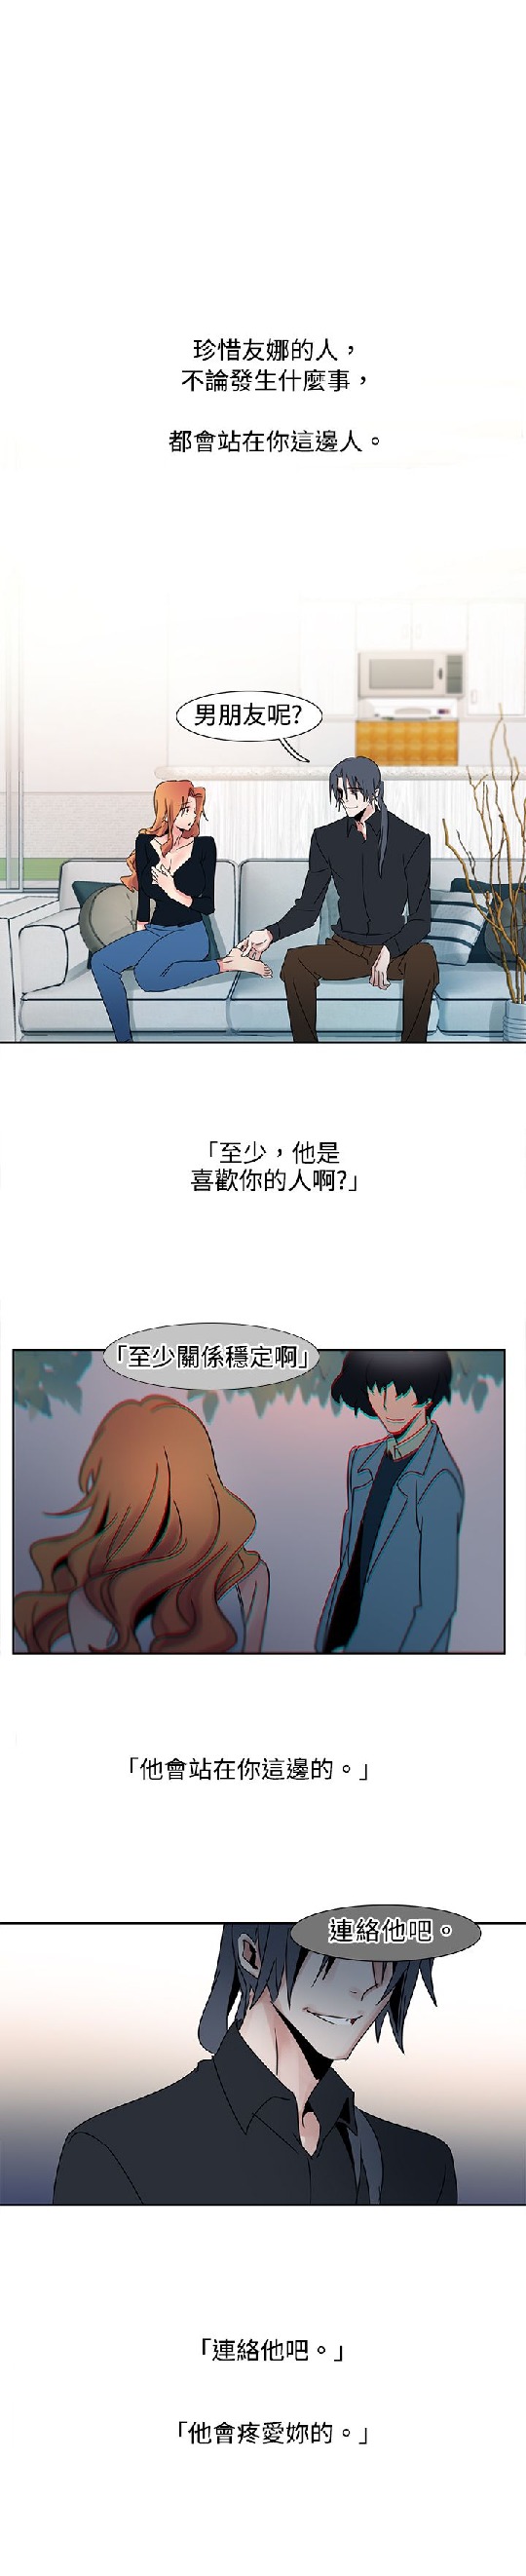 珍惜友娜的人，
不論發生什麼事，
都會站在你這邊人。
男朋友呢?
「至少，他是
喜歡你的人啊?」
「至少關係穩定啊」
「他會站在你這邊的。」
連絡他吧。
「連絡他吧。」
「他會疼愛妳的。」